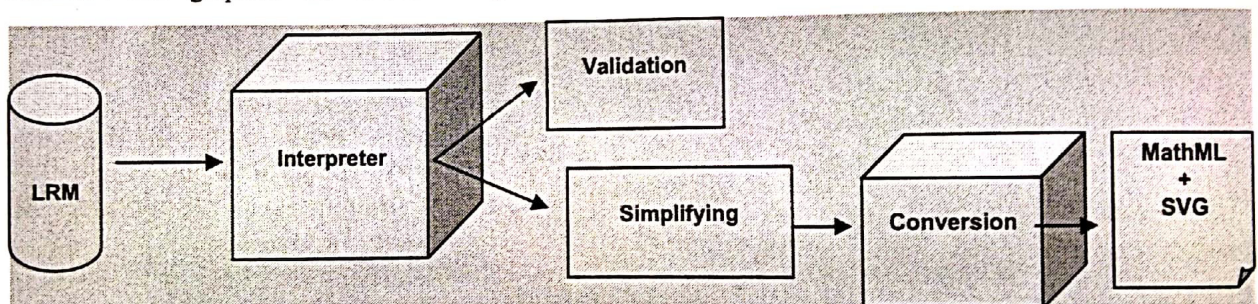 LRM
Interpreter
Validation
Simplifying
Conversion
MathML
+
SVG